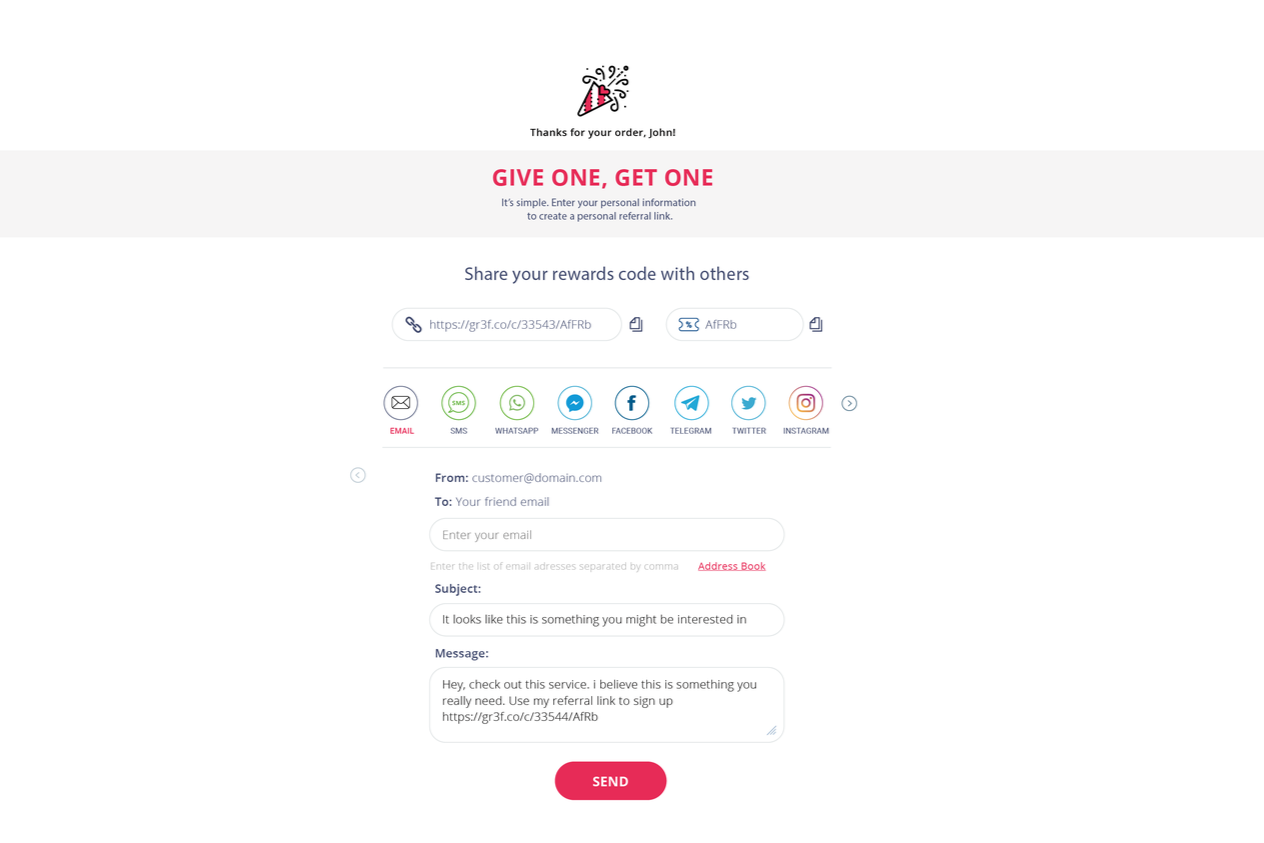 Thanks for your order, John!
GIVE ONE, GET ONE
It's simple. Enter your personal information
to create a personal referral link.
Share your rewards code with others
https://gr3f.co/c/33543/AfFRb
% AfFRb
SMS
EMAIL SMS WHATSAPP MESSENGER FACEBOOK TELEGRAM TWITTER INSTAGRAM
From: customer@domain.com
To: Your friend email
Enter your email
Enter the list of email adresses separated by comma Address Book
Subject:
It looks like this is something you might be interested in
Message:
Hey, check out this service. i believe this is something you
really need. Use my referral link to sign up
https://gr3f.co/c/33544/AfRb
SEND